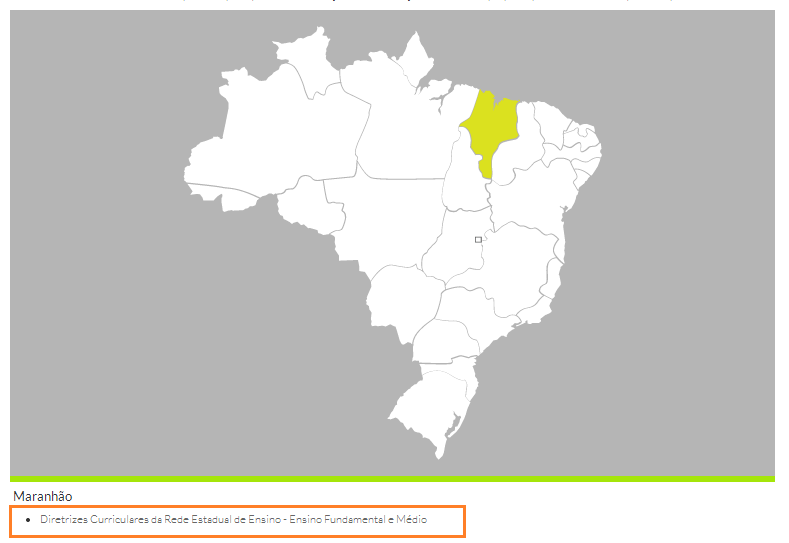 Maranhão
Diretrizes Curriculares da Rede Estadual de Ensino - Ensino Fundamental e Médio